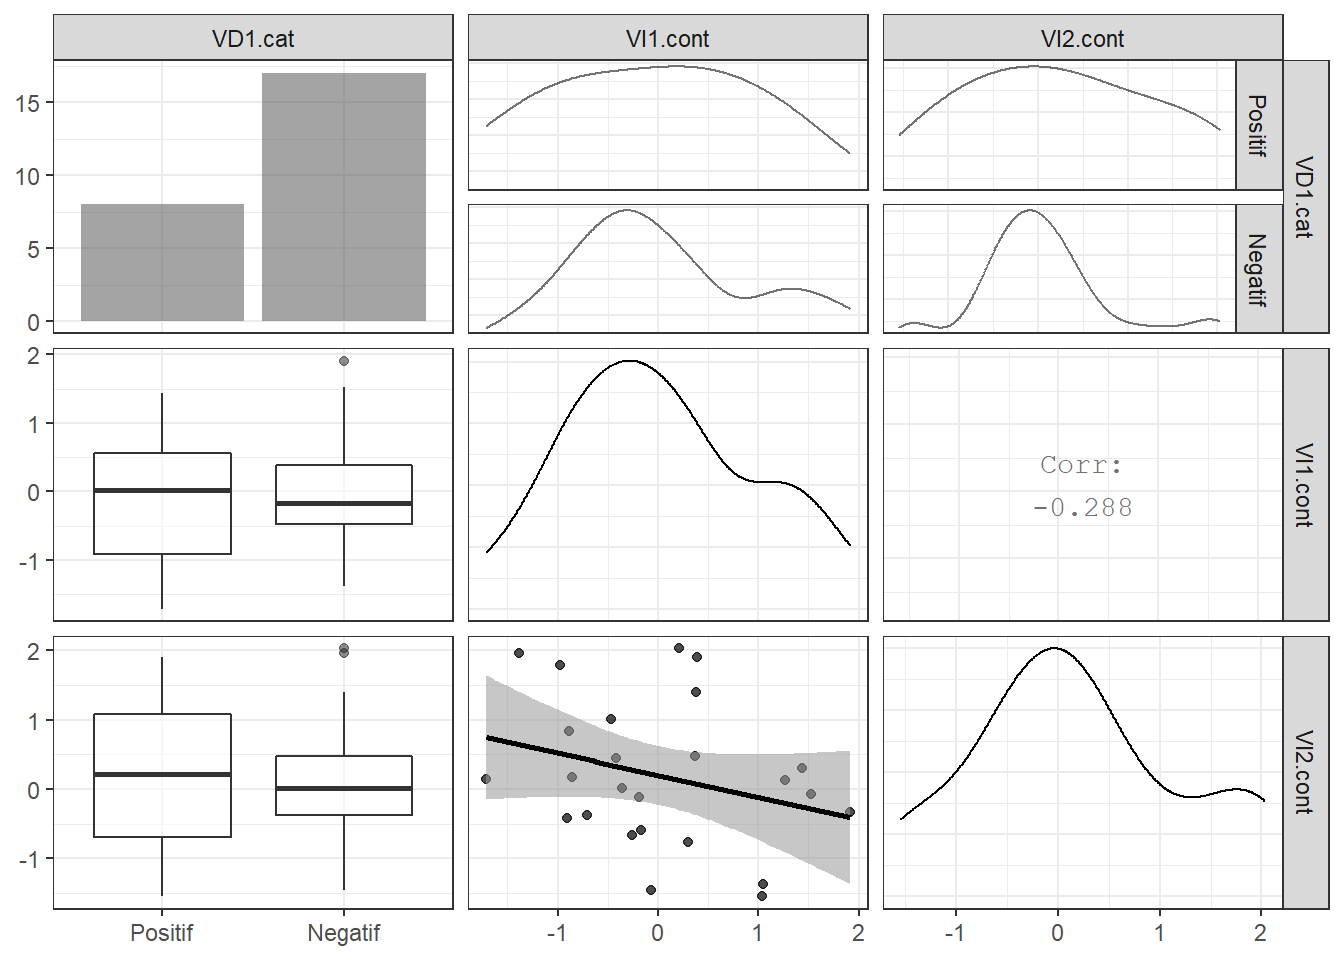 VD1.cat
VI1.cont
VI2.cont
15
10
5
0
Positif
Negatif
VD1.cat
2
1
0
-1
Corr:
-0.288
VI1.cont
2
1
0
-1
VI2.cont
Positif
Negatif
-1
0
1
2
-1
0
1
2